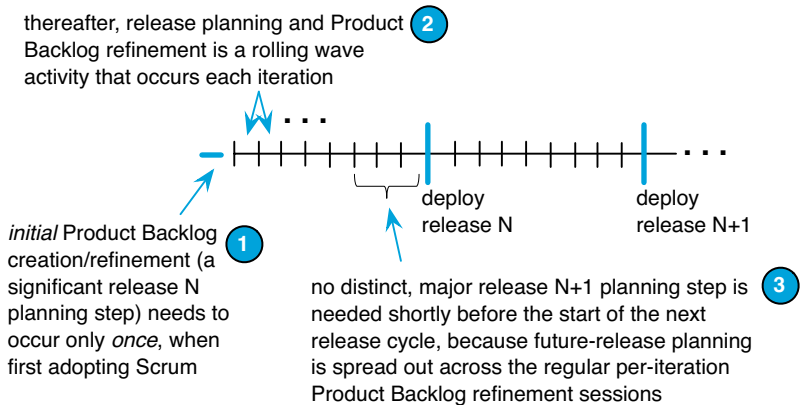 thereafter, release planning and Product
Backlog refinement is a rolling wave
activity that occurs each iteration
2
. . .
. . .
deploy
release N
deploy
release N+1
initial Product Backlog
creation/refinement (a
significant release N
planning step) needs to
occur only once, when
first adopting Scrum
1
no distinct, major release N+1 planning step is
needed shortly before the start of the next
release cycle, because future-release planning
is spread out across the regular per-iteration
Product Backlog refinement sessions
3